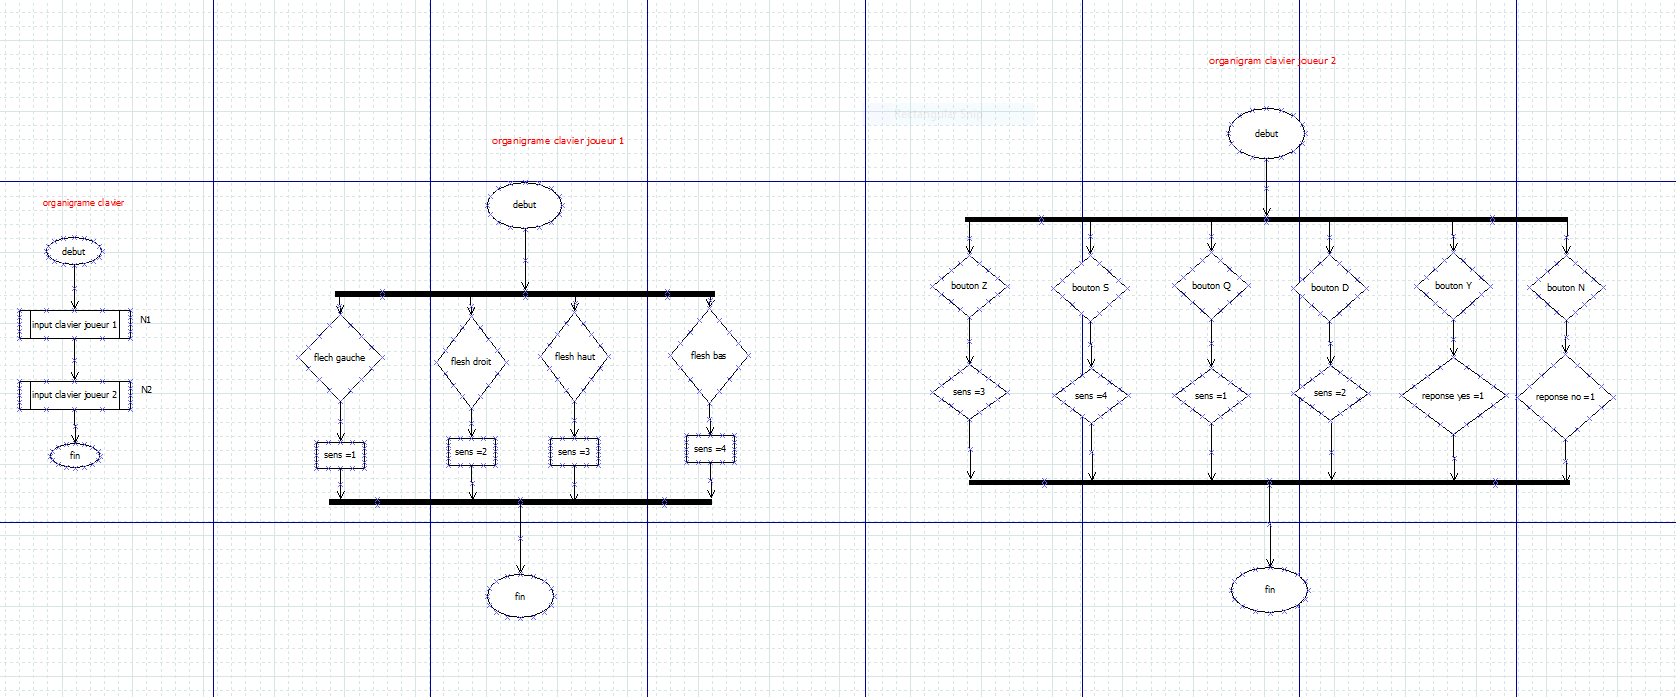 organigrame clavier
debut
input clavier joueur 1
N1
input clavier joueur 2
N2
fin
organigrame clavier joueur 1
debut
flech gauche
flesh droit
flesh haut
flesh bas
sens =1
sens =2
sens =3
sens =4
fin
Rectangular Snip
organigram clavier joueur 2
debut
bouton Z
bouton S
bouton Q
bouton D
bouton Y
bouton N
sens =3
sens =4
sens =1
sens =2
reponse yes =1
reponse no =1
fin